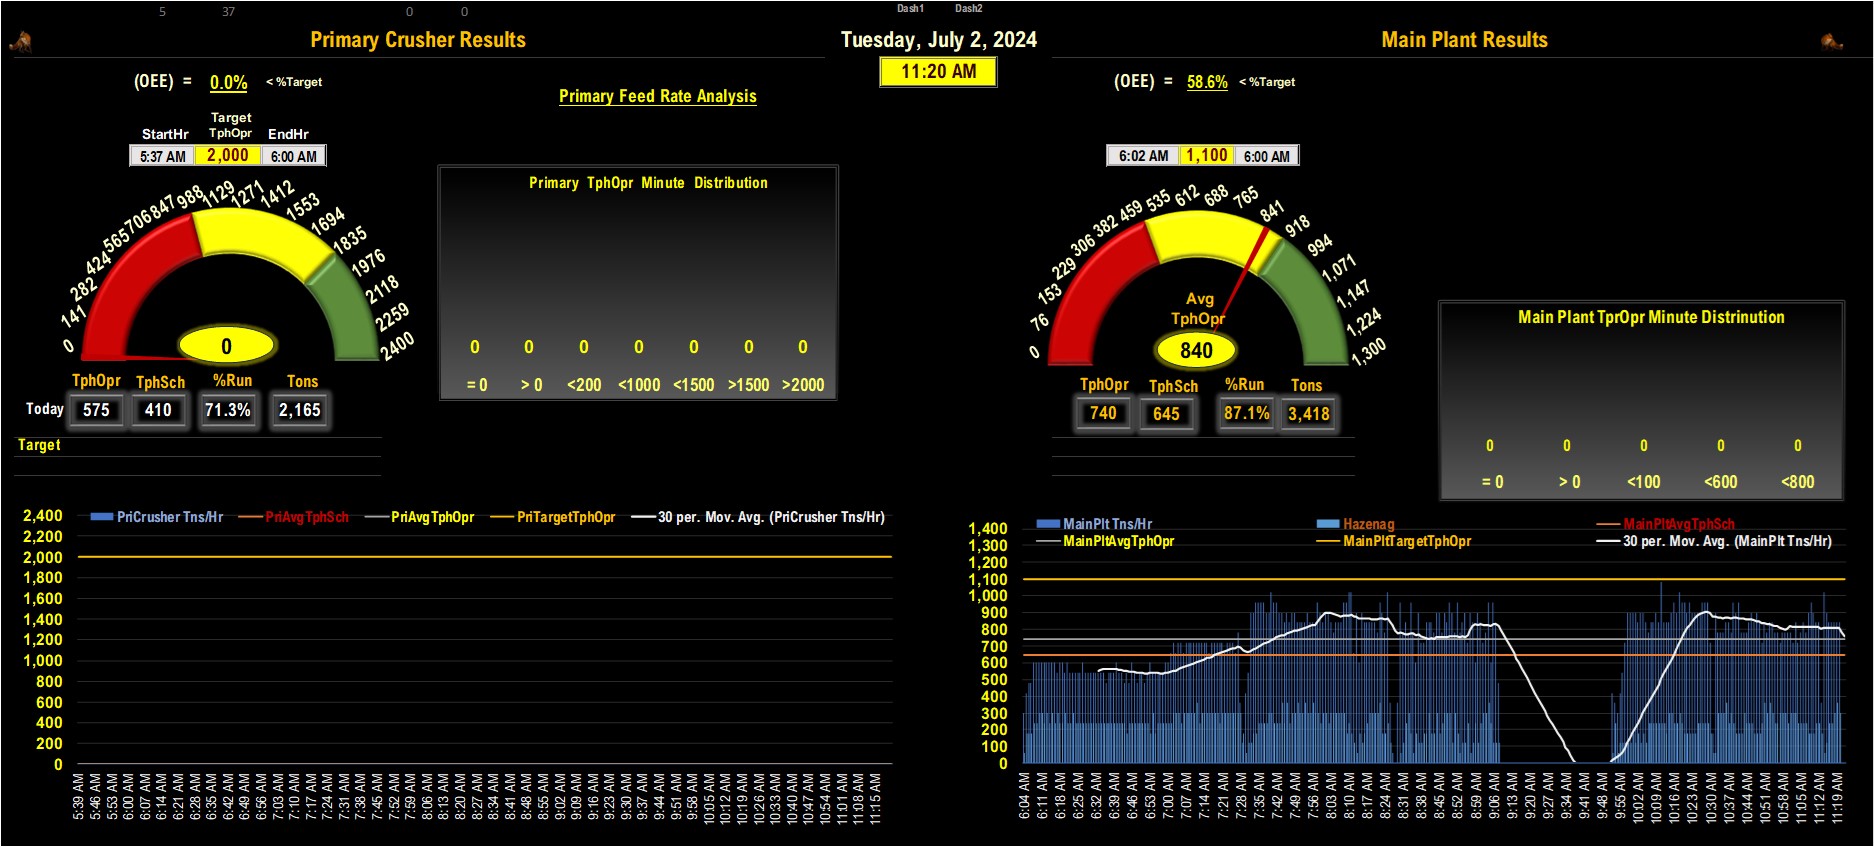 5 37 0 0 Dash1 Dash2
Primary Crusher Results
Tuesday, July 2, 2024
Main Plant Results
11:20 AM
(OEE) = 0.0% < %Target
Primary Feed Rate Analysis
(OEE) = 58.6% < %Target
Target
StartHr TphOpr EndHr
5:37 AM 2,000 6:00 AM
6:02 AM 1,100 6:00 AM
0 141 282 424 565 706 847 988 1129 1271 1412 1553 1694 1835 1976 2118 2259 2400
0
TphOpr TphSch %Run Tons
Today 575 410 71.3% 2,165
Target
Primary TphOpr Minute Distribution
0 0 0 0 0 0 0
= 0 > 0 <200 <1000 <1500 >1500 >2000
0 76 153 229 306 382 459 535 612 688 765 841 918 994 1,071 1,147 1,224 1,300
Avg
TphOpr
840
TphOpr TphSch %Run Tons
740 645 87.1% 3,418
Main Plant TprOpr Minute Distrinution
0 0 0 0 0
= 0 > 0 <100 <600 <800
PriCrusher Tns/Hr PriAvgTphSch PriAvgTphOpr PriTargetTphOpr 30 per. Mov. Avg. (PriCrusher Tns/Hr)
2,400
2,200
2,000
1,800
1,600
1,400
1,200
1,000
800
600
400
200
0
5:39 AM 5:46 AM 5:53 AM 6:00 AM 6:07 AM 6:14 AM 6:21 AM 6:28 AM 6:35 AM 6:42 AM 6:49 AM 6:56 AM 7:03 AM 7:10 AM 7:17 AM 7:24 AM 7:31 AM 7:38 AM 7:45 AM 7:52 AM 7:59 AM 8:06 AM 8:13 AM 8:20 AM 8:27 AM 8:34 AM 8:41 AM 8:48 AM 8:55 AM 9:02 AM 9:09 AM 9:16 AM 9:23 AM 9:30 AM 9:37 AM 9:44 AM 9:51 AM 9:58 AM 10:05 AM 10:12 AM 10:19 AM 10:26 AM 10:33 AM 10:40 AM 10:47 AM 10:54 AM 11:01 AM 11:08 AM 11:15 AM
MainPlt Tns/Hr Hazenag MainPltAvgTphSch
MainPltAvgTphOpr MainPltTargetTphOpr 30 per. Mov. Avg. (MainPlt Tns/Hr)
1,400
1,300
1,200
1,100
1,000
900
800
700
600
500
400
300
200
100
0
6:04 AM 6:11 AM 6:18 AM 6:25 AM 6:32 AM 6:39 AM 6:46 AM 6:53 AM 7:00 AM 7:07 AM 7:14 AM 7:21 AM 7:28 AM 7:35 AM 7:42 AM 7:49 AM 7:56 AM 8:03 AM 8:10 AM 8:17 AM 8:24 AM 8:31 AM 8:38 AM 8:45 AM 8:52 AM 8:59 AM 9:06 AM 9:13 AM 9:20 AM 9:27 AM 9:34 AM 9:41 AM 9:48 AM 9:55 AM 10:02 AM 10:09 AM 10:16 AM 10:23 AM 10:30 AM 10:37 AM 10:44 AM 10:51 AM 10:58 AM 11:05 AM 11:12 AM 11:19 AM